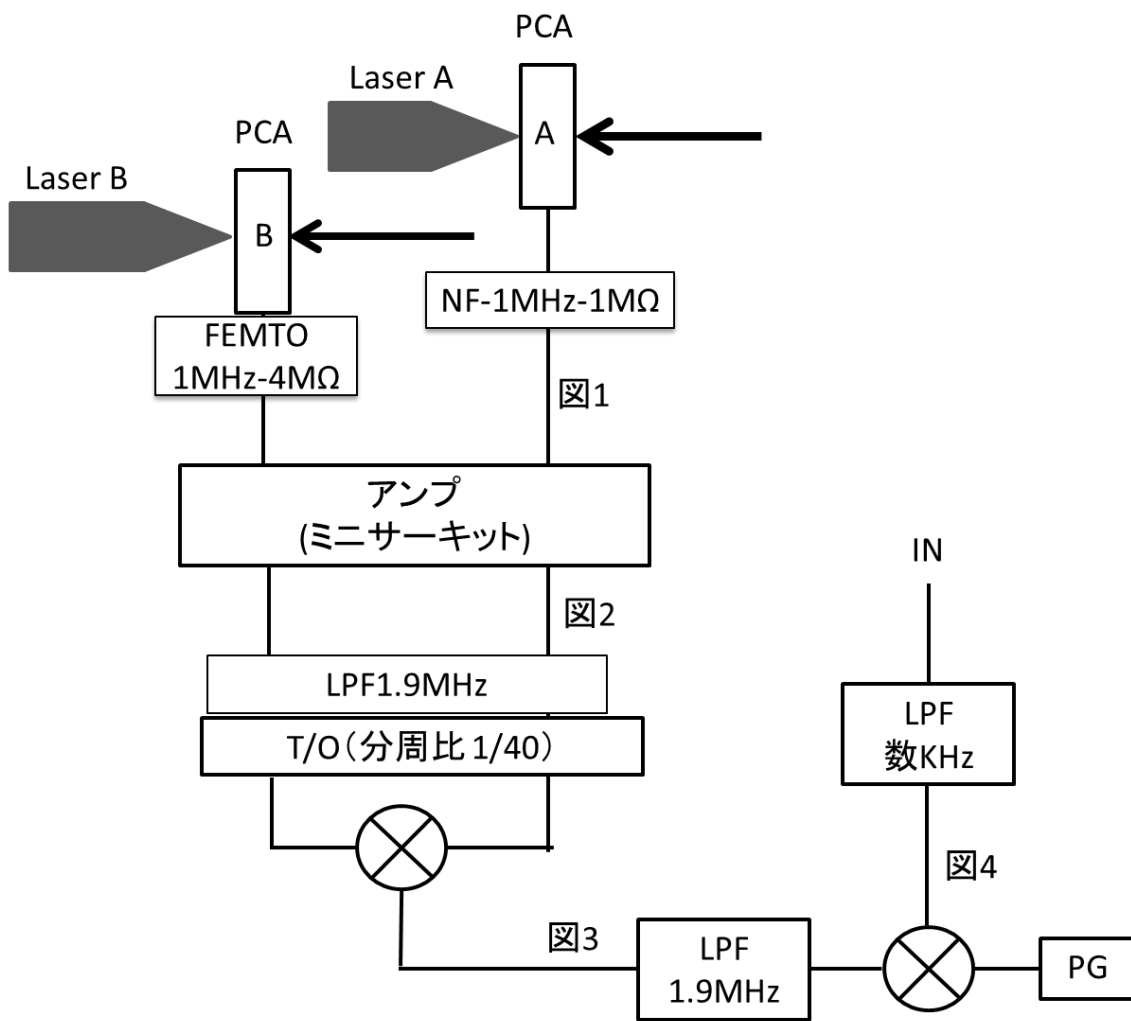 PCA
Laser A
A
PCA
Laser B
B
NF-1MHz-1MΩ
FEMTO
1MHz-4MΩ
図1
アンプ
(ミニサーキット)
図2
IN
LPF1.9MHz
LPF
数KHz
T/O(分周比 1/40)
図4
図3
LPF
1.9MHz
PG